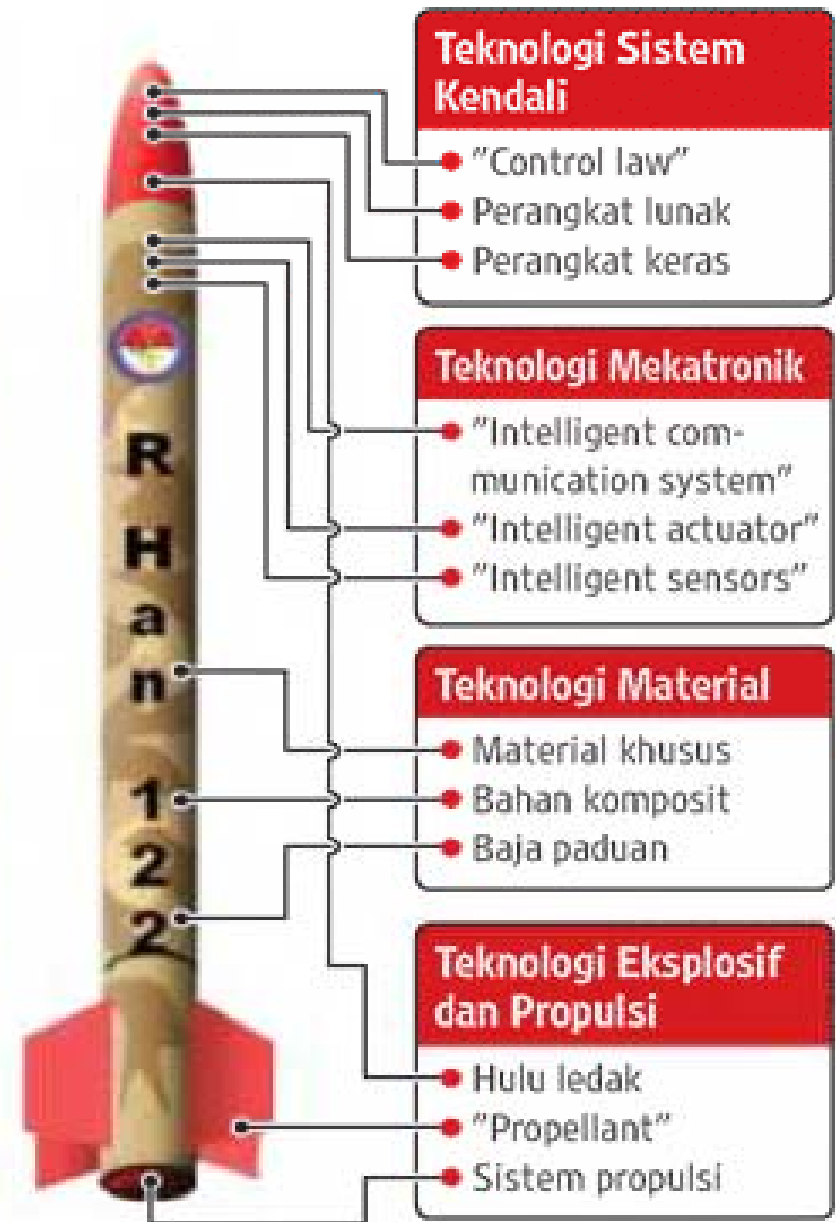 Teknologi Sistem
Kendali
"Control law"
Perangkat lunak
Perangkat keras
Teknologi Mekatronik
"Intelligent com-
munication system"
"Intelligent actuator"
"Intelligent sensors"
Teknologi Material
Material khusus
Bahan komposit
Baja paduan
Teknologi Eksplosif
dan Propulsi
Hulu ledak
"Propellant"
Sistem propulsi
R
H
a
n
1
2
2